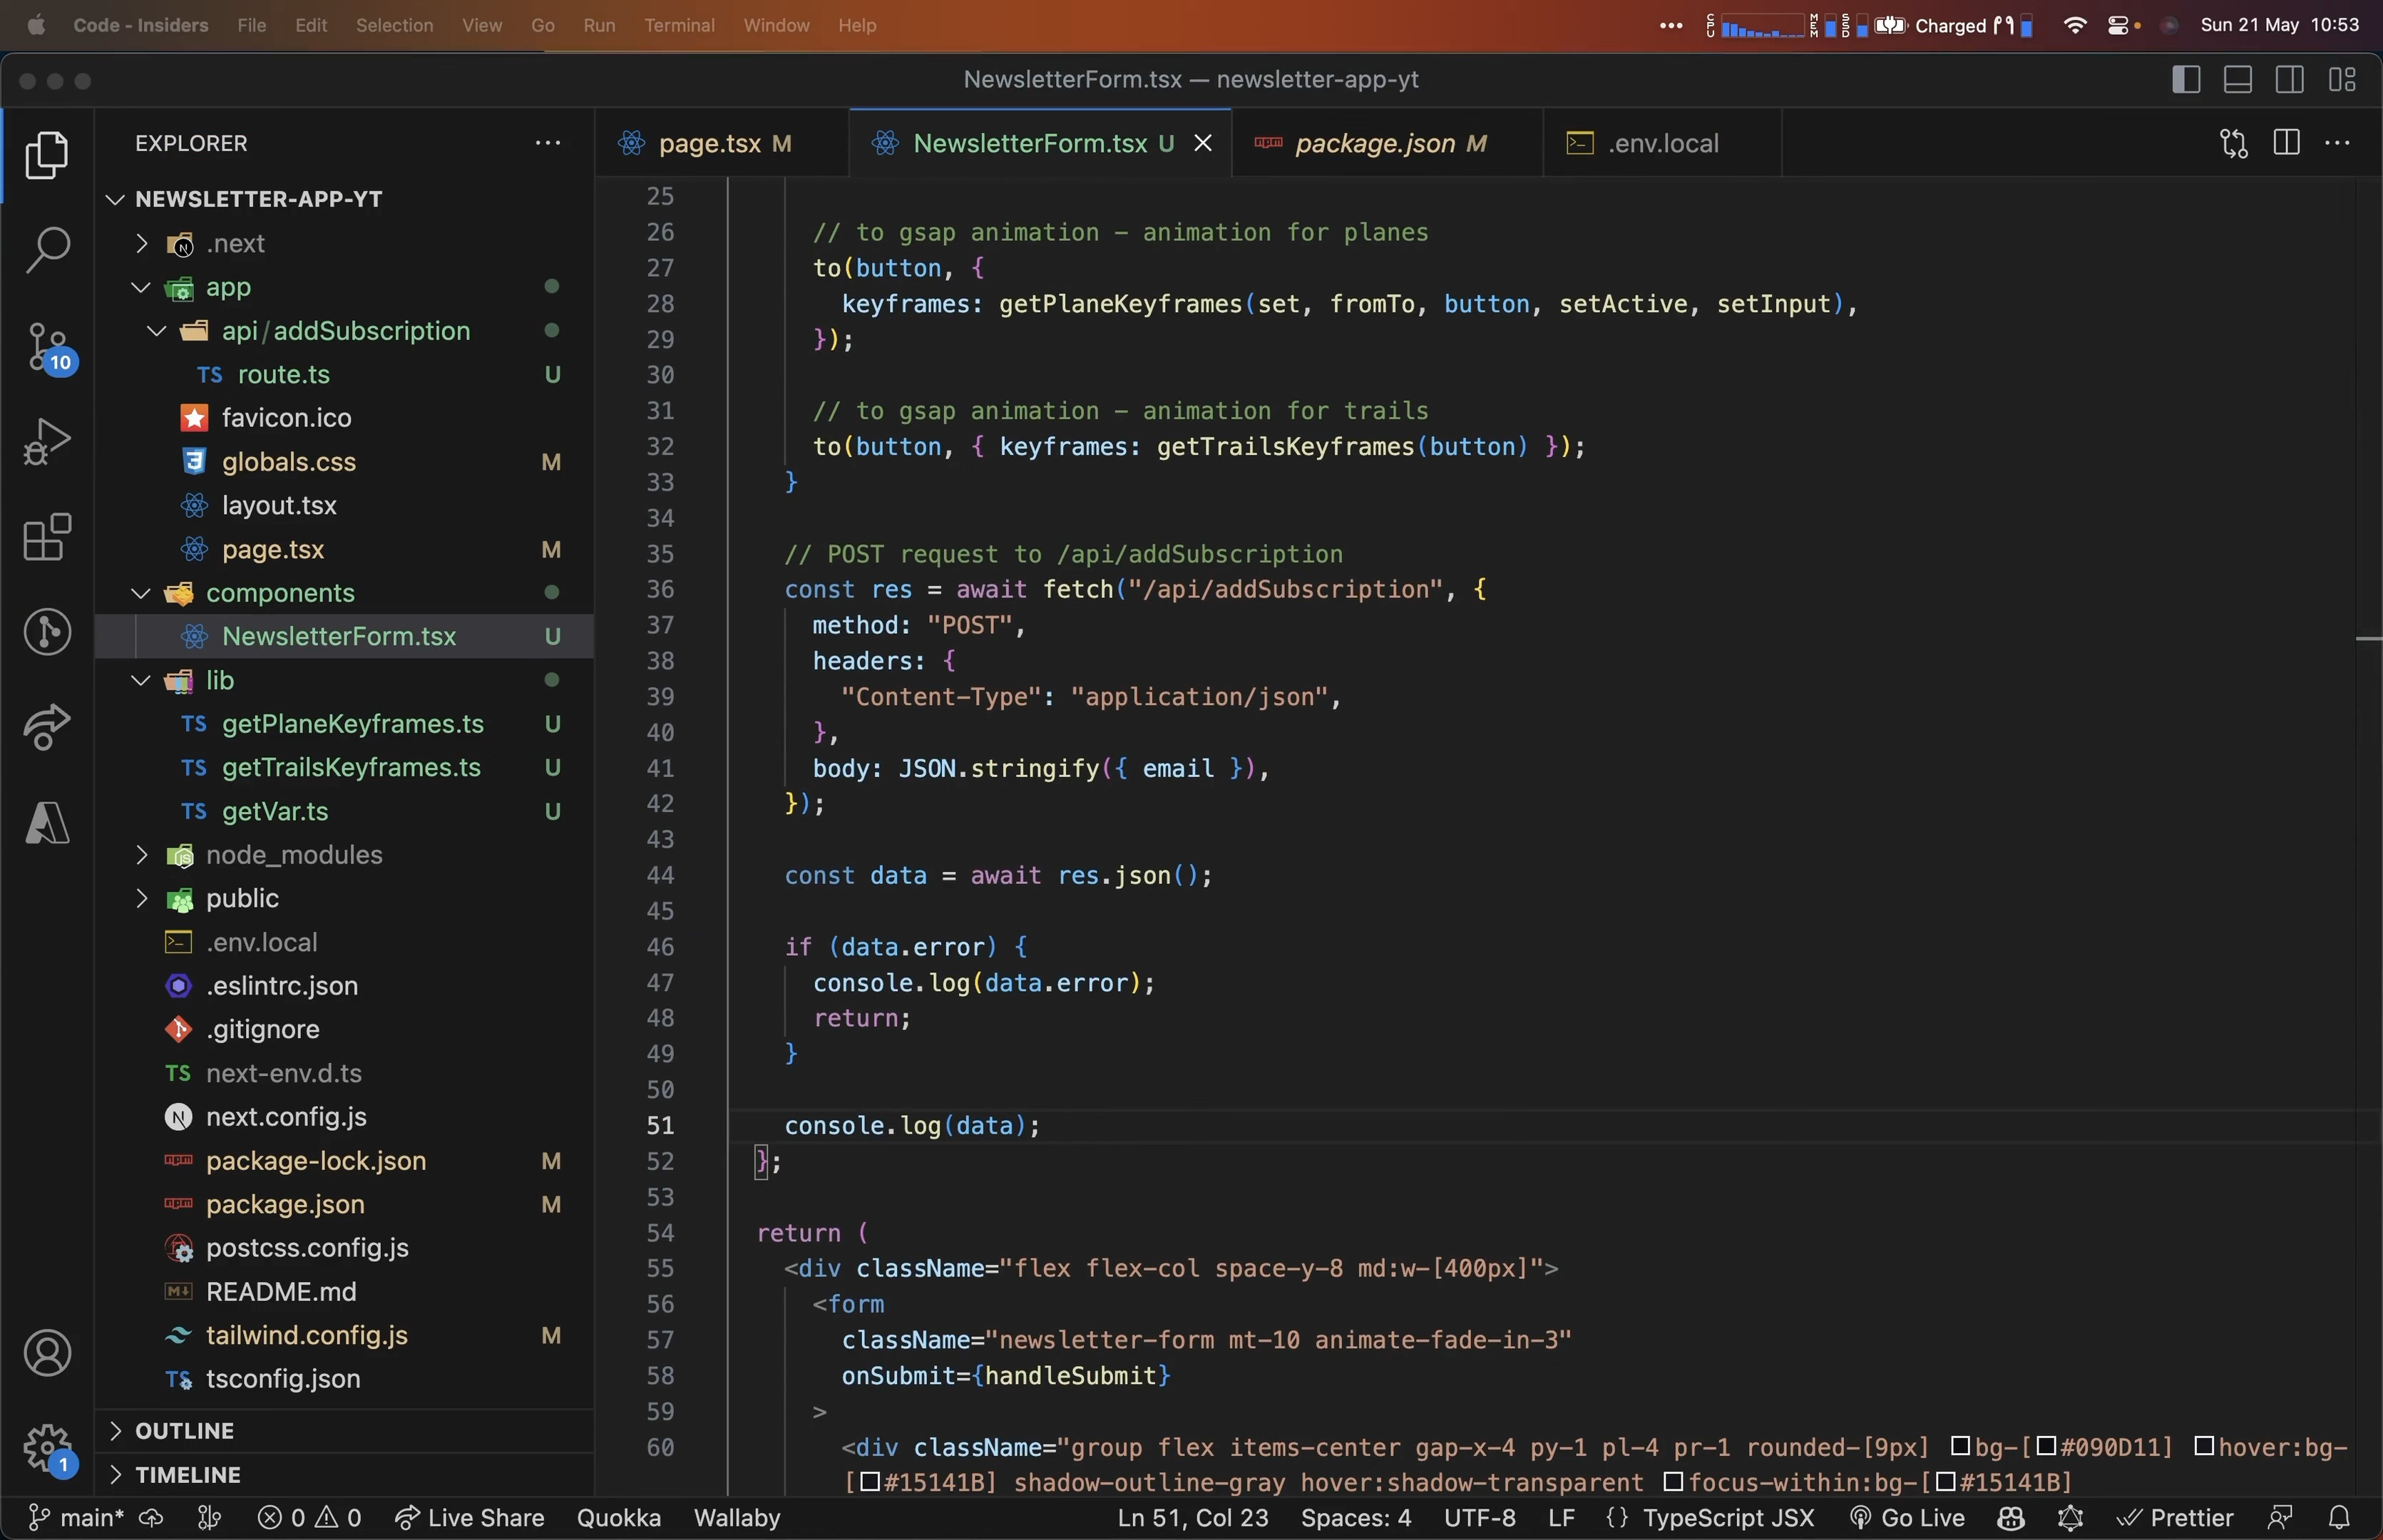 Code - Insiders File Edit Selection View Go Run Terminal Window Help ••• CPU MEM SSD Charged Sun 21 May 10:53
NewsletterForm.tsx — newsletter-app-yt
EXPLORER
page.tsx M NewsletterForm.tsx U package.json M .env.local
NEWSLETTER-APP-YT
.next
app
api/addSubscription
TS route.ts U
favicon.ico
globals.css M
layout.tsx
page.tsx M
components
NewsletterForm.tsx U
lib
TS getPlaneKeyframes.ts U
TS getTrailsKeyframes.ts U
TS getVar.ts U
node_modules
public
.env.local
.eslintrc.json
.gitignore
TS next-env.d.ts
next.config.js
package-lock.json M
package.json M
postcss.config.js
README.md
tailwind.config.js M
tsconfig.json
OUTLINE
TIMELINE
10
1
25
26 // to gsap animation - animation for planes
27 to(button, {
28 keyframes: getPlaneKeyframes(set, fromTo, button, setActive, setInput),
29 });
30
31 // to gsap animation - animation for trails
32 to(button, { keyframes: getTrailsKeyframes(button) });
33 }
34
35 // POST request to /api/addSubscription
36 const res = await fetch("/api/addSubscription", {
37 method: "POST",
38 headers: {
39 "Content-Type": "application/json",
40 },
41 body: JSON.stringify({ email }),
42 });
43
44 const data = await res.json();
45
46 if (data.error) {
47 console.log(data.error);
48 return;
49 }
50
51 console.log(data);
52 };
53
54 return (
55 <div className="flex flex-col space-y-8 md:w-[400px]">
56 <form
57 className="newsletter-form mt-10 animate-fade-in-3"
58 onSubmit={handleSubmit}
59 >
60 <div className="group flex items-center gap-x-4 py-1 pl-4 pr-1 rounded-[9px] bg-[#090D11] hover:bg-
[#15141B] shadow-outline-gray hover:shadow-transparent focus-within:bg-[#15141B]
main* 0 0 Live Share Quokka Wallaby Ln 51, Col 23 Spaces: 4 UTF-8 LF {} TypeScript JSX Go Live Prettier